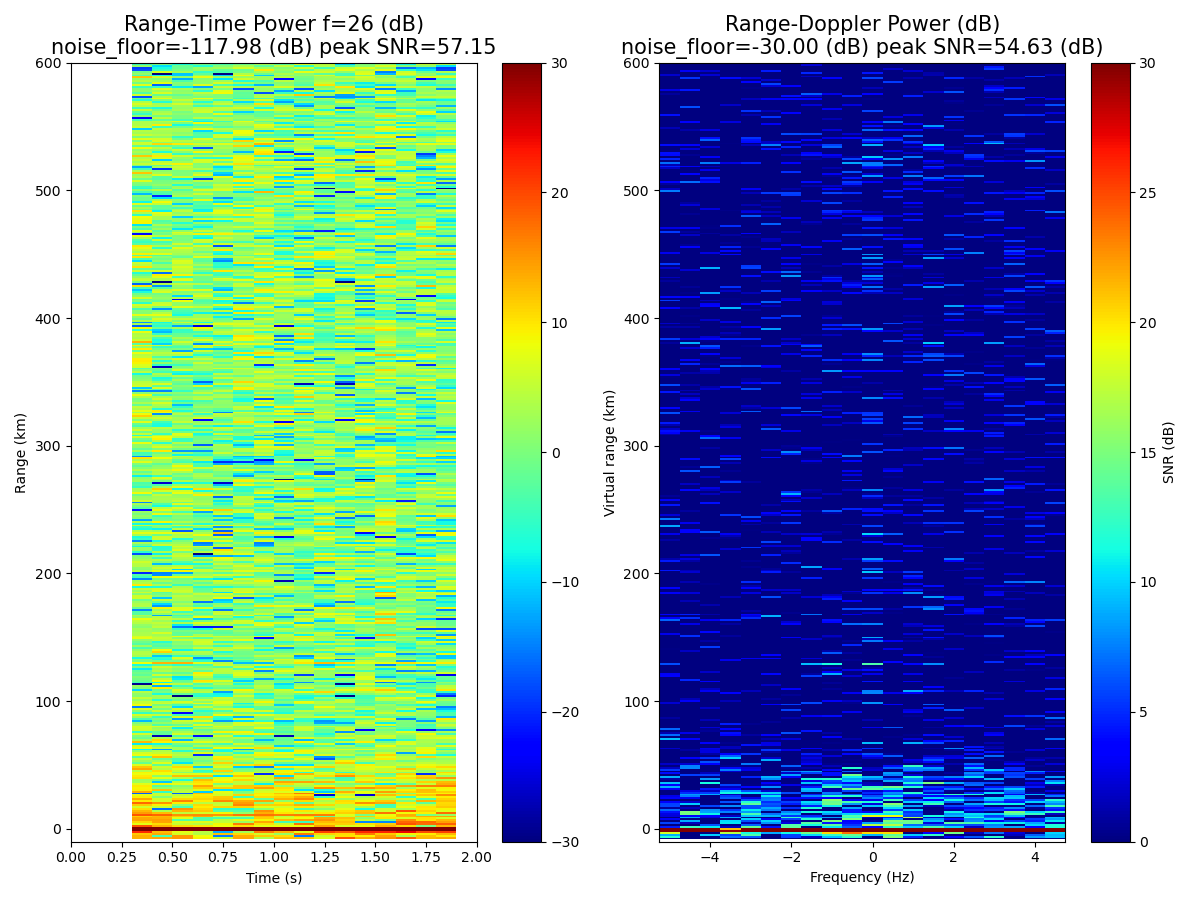 Range-Time Power f=26 (dB)
noise_floor=-117.98 (dB) peak SNR=57.15
600
500
400
300
200
100
0
Range (km)
0.00 0.25 0.50 0.75 1.00 1.25 1.50 1.75 2.00
Time (s)
30
20
10
0
−10
−20
−30
Range-Doppler Power (dB)
noise_floor=-30.00 (dB) peak SNR=54.63 (dB)
600
500
400
300
200
100
0
Virtual range (km)
−4 −2 0 2 4
Frequency (Hz)
30
25
20
15
10
5
0
SNR (dB)